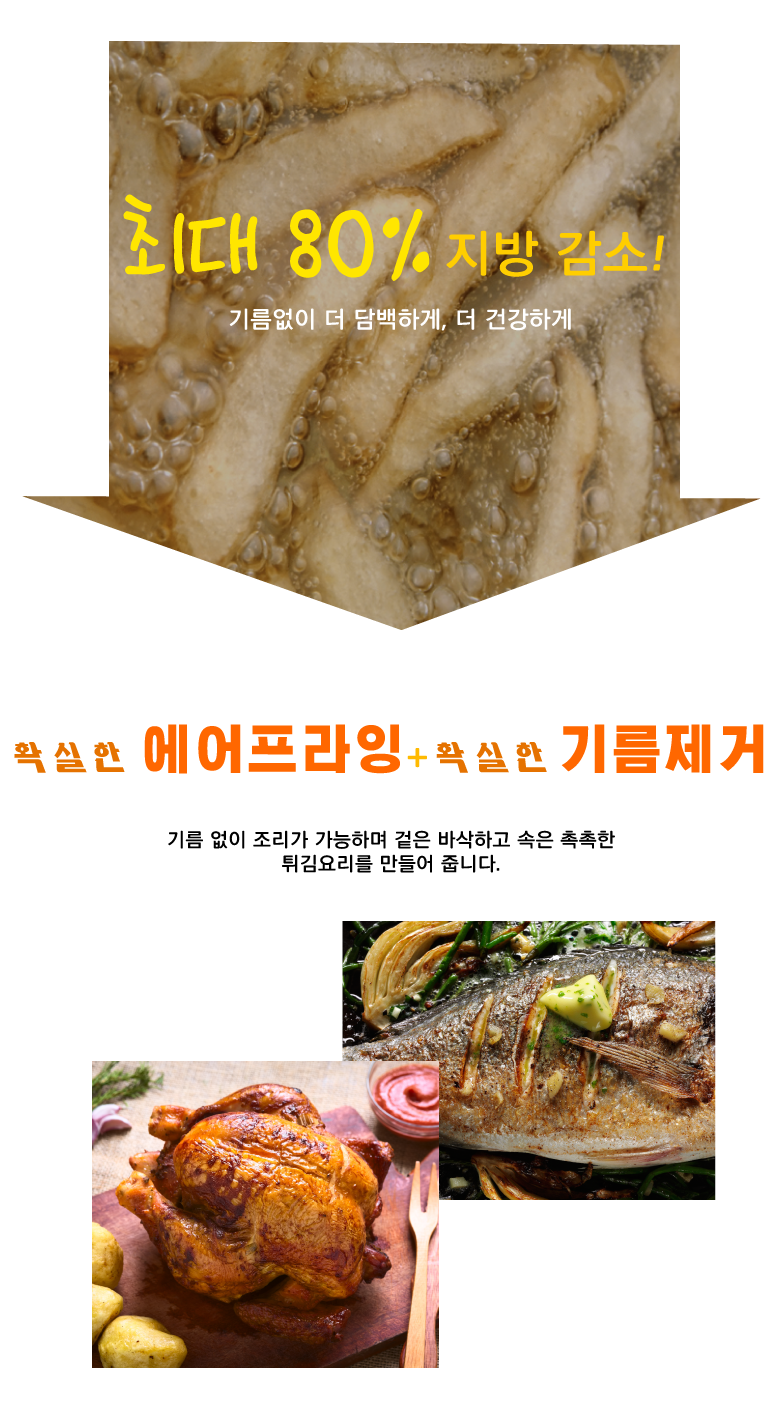 최대 80% 지방 감소!
기름없이 더 담백하게, 더 건강하게
확실한 에어프라잉+확실한 기름제거
기름 없이 조리가 가능하며 겉은 바삭하고 속은 촉촉한
튀김요리를 만들어 줍니다.